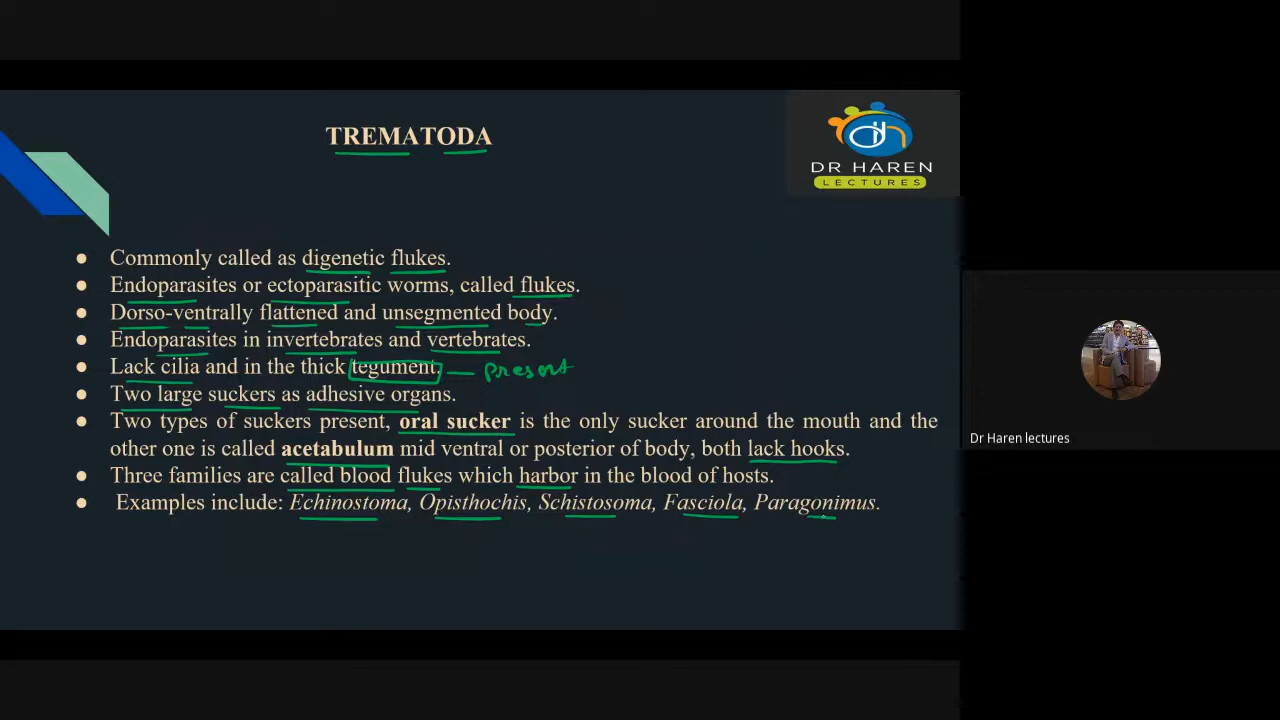 TREMATODA
DR HAREN
LECTURES
● Commonly called as digenetic flukes.
● Endoparasites or ectoparasitic worms, called flukes.
● Dorso-ventrally flattened and unsegmented body.
● Endoparasites in invertebrates and vertebrates.
● Lack cilia and in the thick tegument. — present
● Two large suckers as adhesive organs.
● Two types of suckers present, oral sucker is the only sucker around the mouth and the
other one is called acetabulum mid ventral or posterior of body, both lack hooks.
● Three families are called blood flukes which harbor in the blood of hosts.
● Examples include: Echinostoma, Opisthochis, Schistosoma, Fasciola, Paragonimus.
Dr Haren lectures